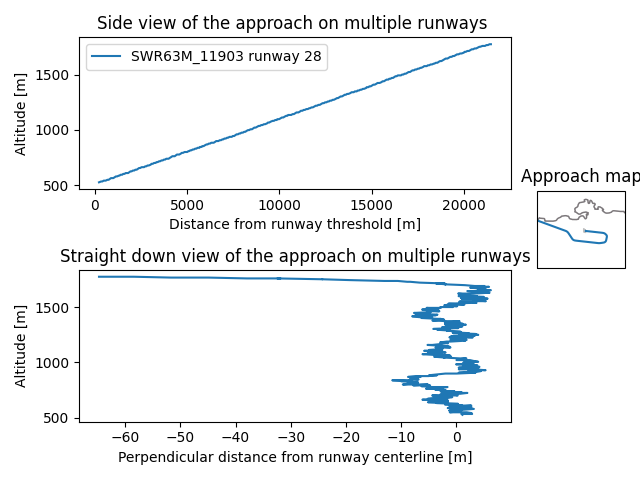 Side view of the approach on multiple runways
SWR63M_11903 runway 28
Altitude [m]
1500
1000
500
0
5000
10000
15000
20000
Distance from runway threshold [m]
Approach map
Straight down view of the approach on multiple runways
Altitude [m]
1500
1000
500
−60
−50
−40
−30
−20
−10
0
Perpendicular distance from runway centerline [m]